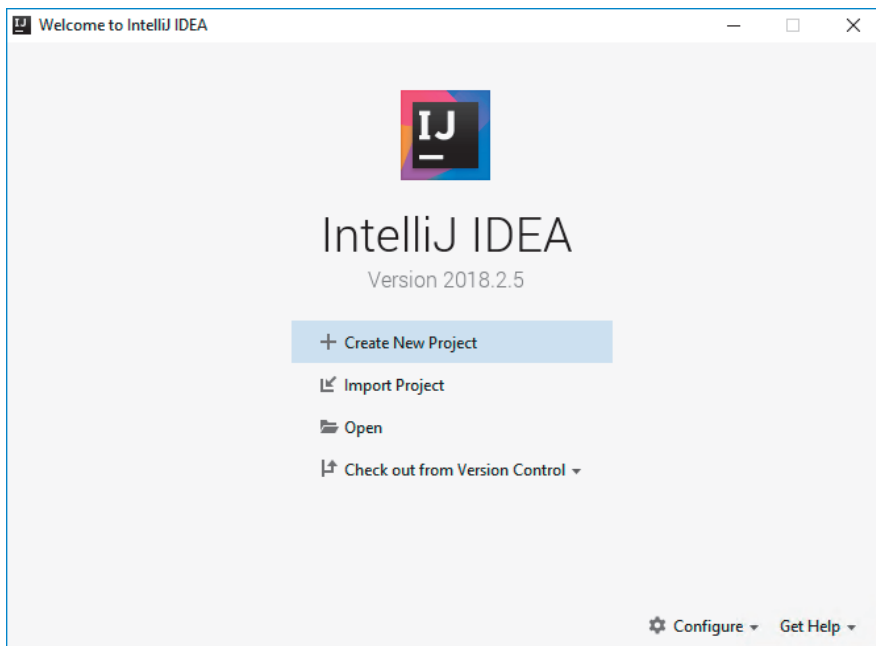 Welcome to IntelliJ IDEA
IJ
IntelliJ IDEA
Version 2018.2.5
Create New Project
Import Project
Open
Check out from Version Control
Configure Get Help